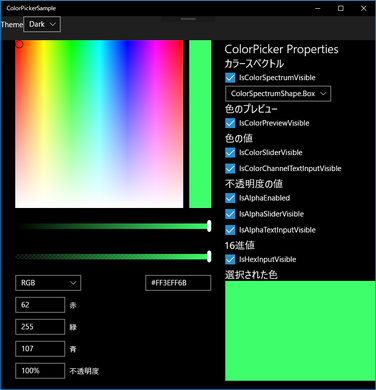 ColorPickerSample
Theme Dark
ColorPicker Properties
カラースペクトル
IsColorSpectrumVisible
ColorSpectrumShape.Box
色のプレビュー
IsColorPreviewVisible
色の値
IsColorSliderVisible
IsColorChannelTextInputVisible
不透明度の値
IsAlphaEnabled
IsAlphaSliderVisible
IsAlphaTextInputVisible
16進値
IsHexInputVisible
選択された色
RGB
#FF3EFF6B
62 赤
255 緑
107 青
100% 不透明度